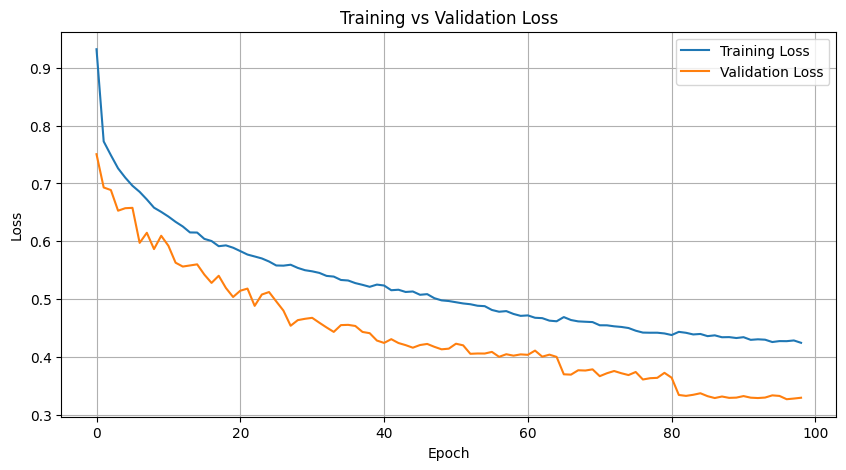 Training vs Validation Loss
Training Loss
Validation Loss
0.9
0.8
0.7
0.6
0.5
0.4
0.3
Loss
0 20 40 60 80 100
Epoch